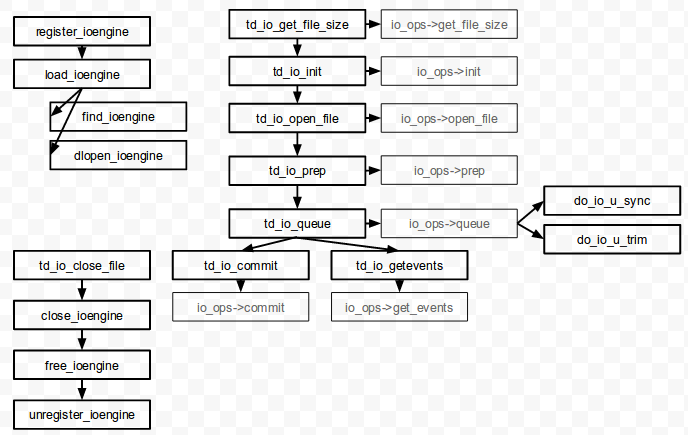 register_ioengine
load_ioengine
find_ioengine
dlopen_ioengine
td_io_get_file_size
io_ops->get_file_size
td_io_init
io_ops->init
td_io_open_file
io_ops->open_file
td_io_prep
io_ops->prep
td_io_queue
io_ops->queue
do_io_u_sync
do_io_u_trim
td_io_commit
td_io_getevents
io_ops->commit
io_ops->get_events
td_io_close_file
close_ioengine
free_ioengine
unregister_ioengine